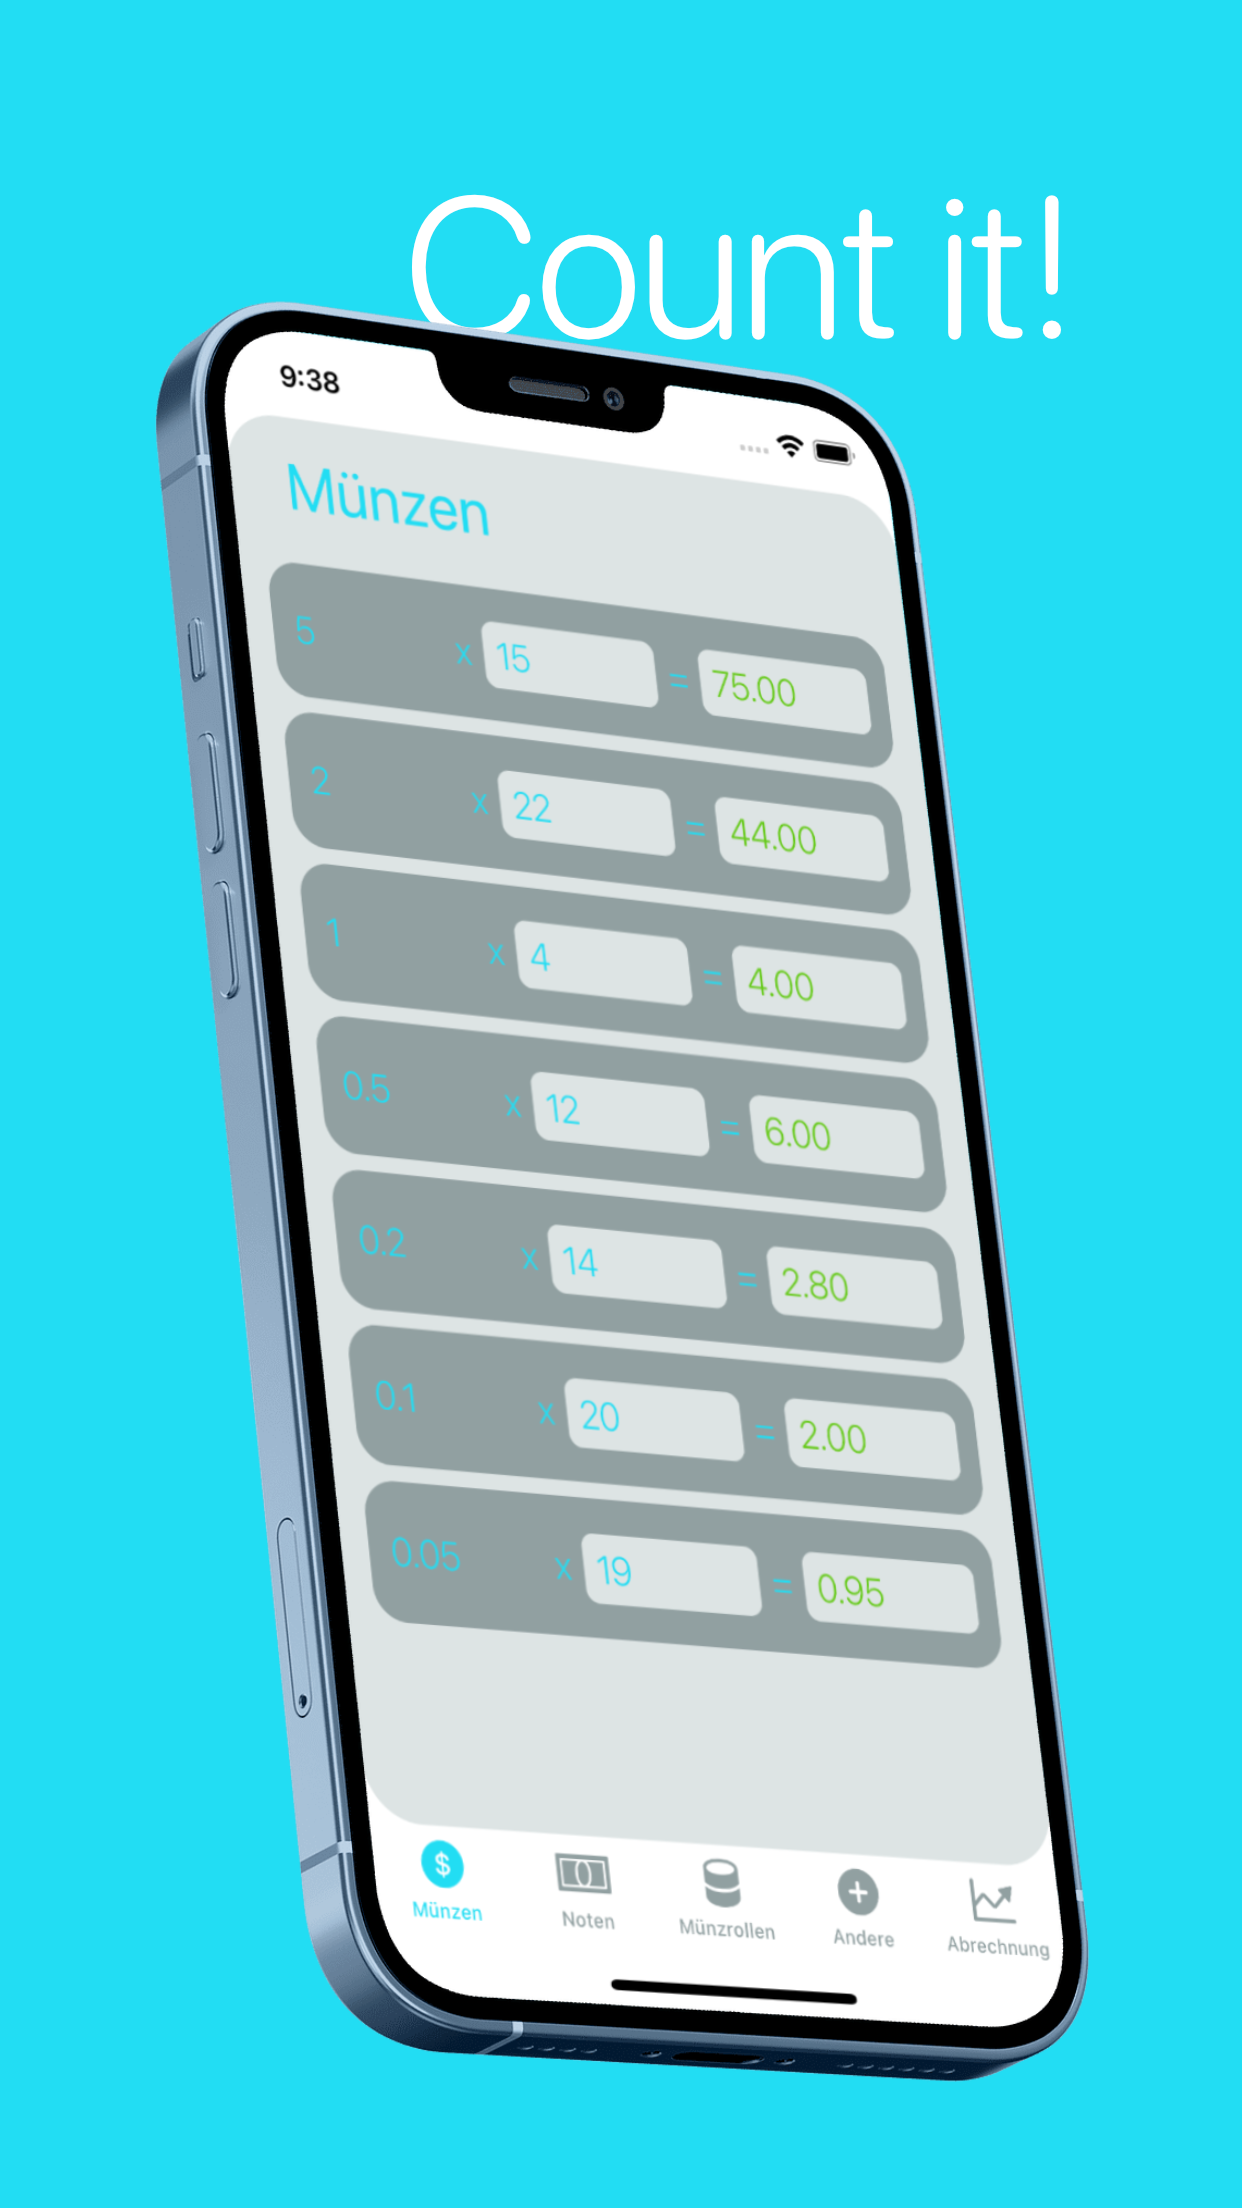 Count it!
9:38
Münzen
5 x 15 = 75.00
2 x 22 = 44.00
1 x 4 = 4.00
0.5 x 12 = 6.00
0.2 x 14 = 2.80
0.1 x 20 = 2.00
0.05 x 19 = 0.95
$
Münzen Noten Münzrollen Andere Abrechnung